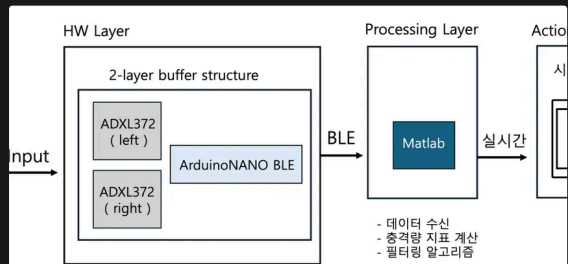 HW Layer
Processing Layer
Actio
2-layer buffer structure
시
ADXL372
( left )
ArduinoNANO BLE
BLE
Matlab
실시간
Input
ADXL372
( right )
- 데이터 수신
- 충격량 지표 계산
- 필터링 알고리즘